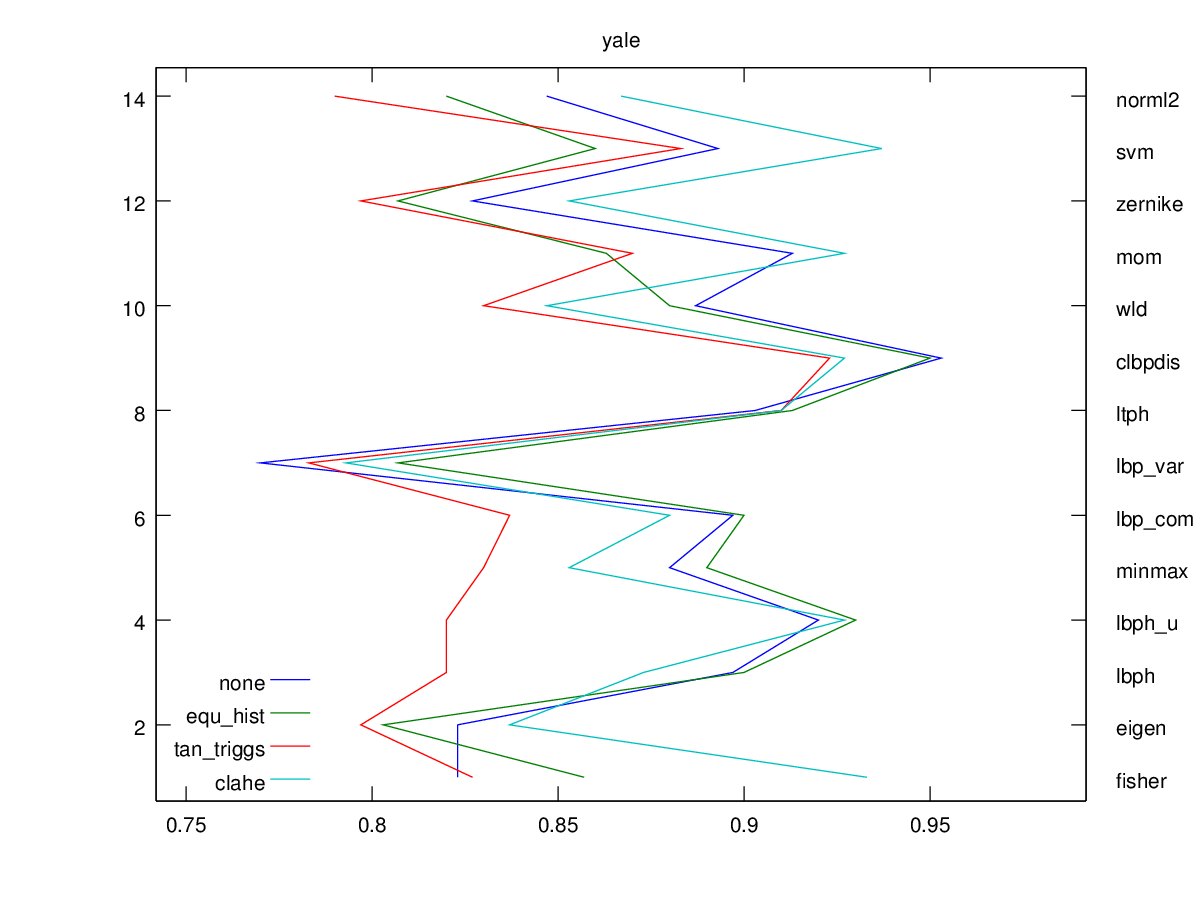 yale
14
norml2
svm
12
zernike
mom
10
wld
clbpdis
8
ltph
lbp_var
6
lbp_com
minmax
4
lbph_u
none
lbph
equ_hist
2
eigen
tan_triggs
clahe
fisher
0.75 0.8 0.85 0.9 0.95